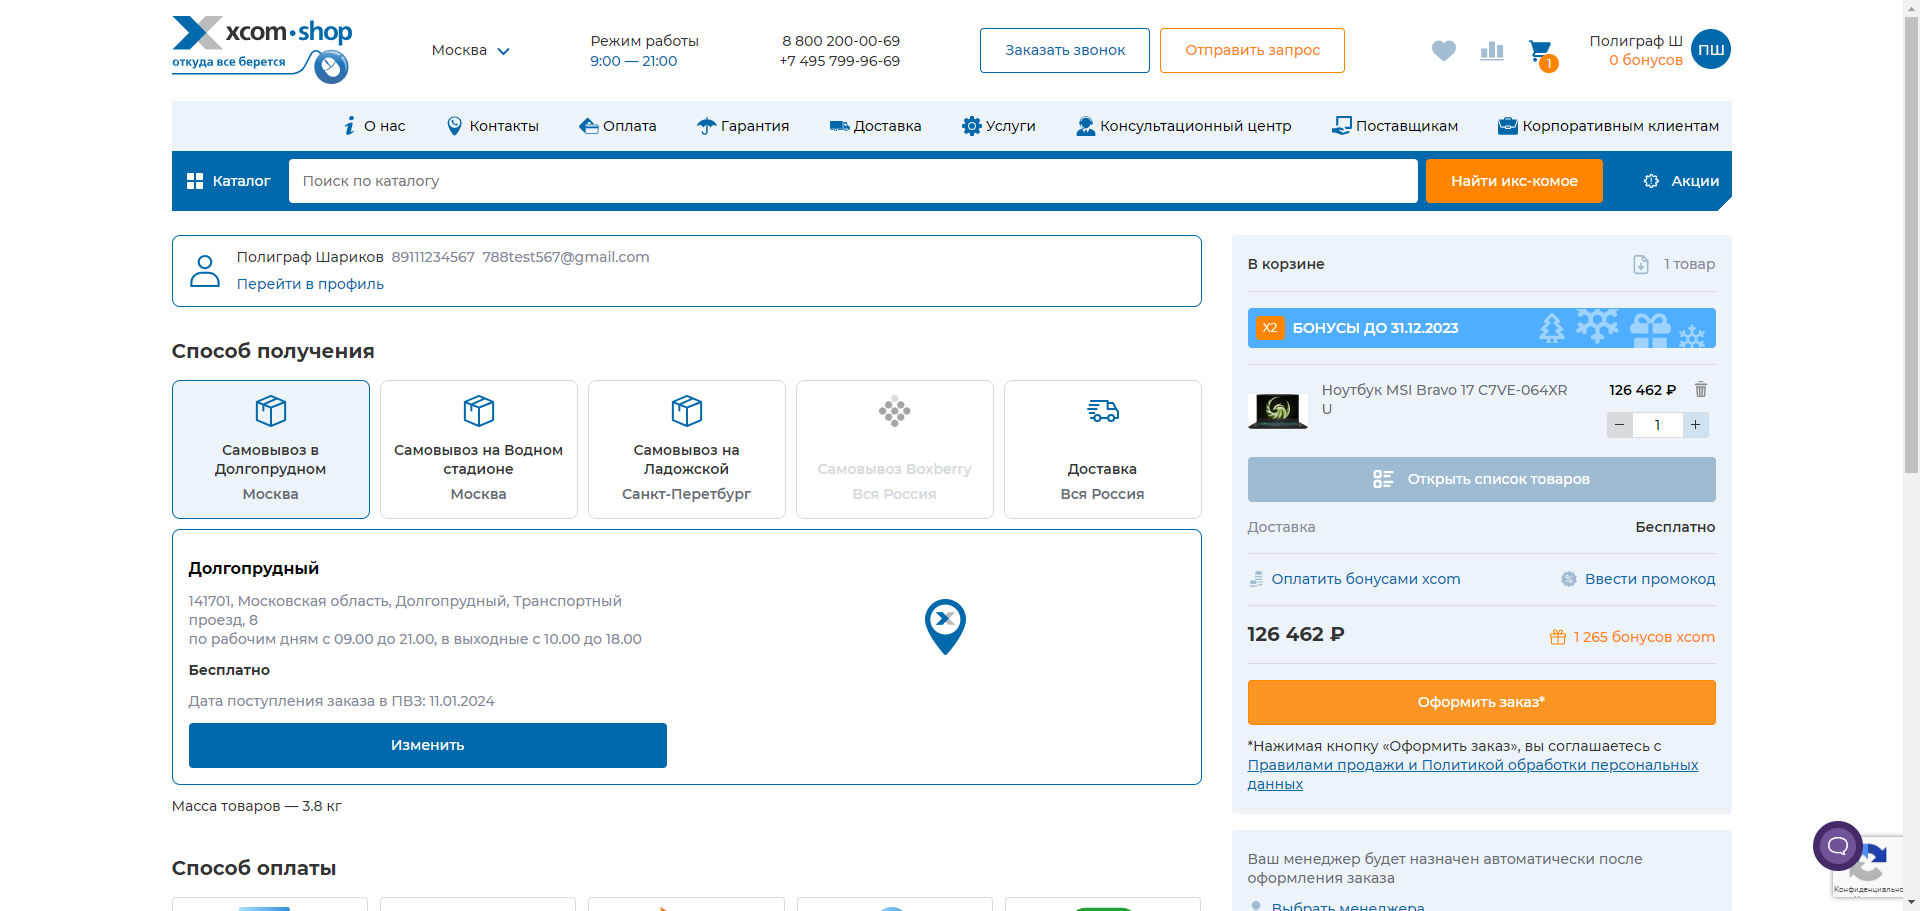 xcom•shop
откуда все берется
Москва
Режим работы
9:00 — 21:00
8 800 200-00-69
+7 495 799-96-69
Заказать звонок
Отправить запрос
1
Полиграф Ш
0 бонусов
ПШ
О нас
Контакты
Оплата
Гарантия
Доставка
Услуги
Консультационный центр
Поставщикам
Корпоративным клиентам
Каталог
Поиск по каталогу
Найти икс-комое
Акции
Полиграф Шариков 89111234567 788test567@gmail.com
Перейти в профиль
Способ получения
Самовывоз в
Долгопрудном
Москва
Самовывоз на Водном
стадионе
Москва
Самовывоз на
Ладожской
Санкт-Перетбург
Самовывоз Boxberry
Вся Россия
Доставка
Вся Россия
Долгопрудный
141701, Московская область, Долгопрудный, Транспортный
проезд, 8
по рабочим дням с 09.00 до 21.00, в выходные с 10.00 до 18.00
Бесплатно
Дата поступления заказа в ПВЗ: 11.01.2024
Изменить
Масса товаров — 3.8 кг
Способ оплаты
В корзине
1 товар
X2 БОНУСЫ ДО 31.12.2023
Ноутбук MSI Bravo 17 C7VE-064XR
U
126 462 ₽
− 1 +
Открыть список товаров
Доставка
Бесплатно
Оплатить бонусами xcom
Ввести промокод
126 462 ₽
1 265 бонусов xcom
Оформить заказ*
*Нажимая кнопку «Оформить заказ», вы соглашаетесь с
Правилами продажи и Политикой обработки персональных
данных
Ваш менеджер будет назначен автоматически после
оформления заказа
Выбрать менеджера